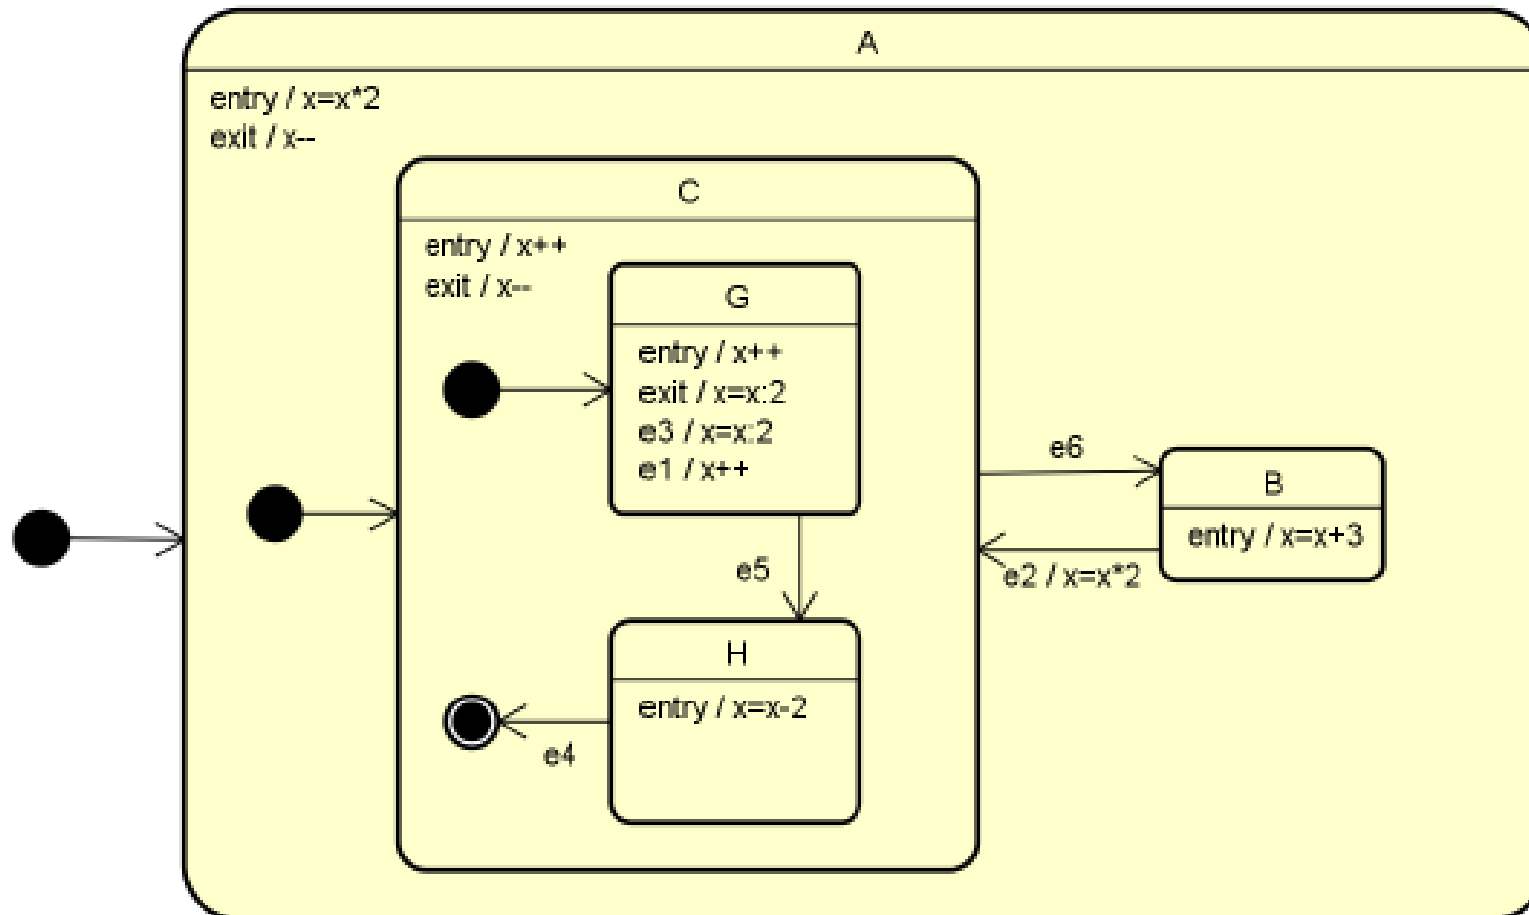 A
entry / x=x*2
exit / x--
C
entry / x++
exit / x--
G
entry / x++
exit / x=x:2
e3 / x=x:2
e1 / x++
e6
B
entry / x=x+3
e2 / x=x*2
e5
H
entry / x=x-2
e4